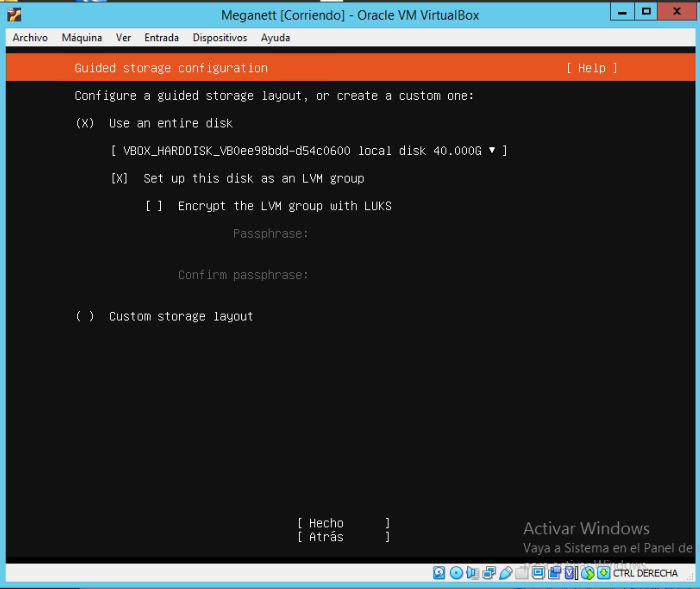 Meganett [Corriendo] - Oracle VM VirtualBox
Archivo Máquina Ver Entrada Dispositivos Ayuda
Guided storage configuration [ Help ]
Configure a guided storage layout, or create a custom one:
(X) Use an entire disk
[ VBOX_HARDDISK_VB0ee98bdd-d54c0600 local disk 40.000G ▾ ]
[X] Set up this disk as an LVM group
[ ] Encrypt the LVM group with LUKS
Passphrase:
Confirm passphrase:
( ) Custom storage layout
[ Hecho ]
[ Atrás ]
Activar Windows
Vaya a Sistema en el Panel de
CTRL DERECHA